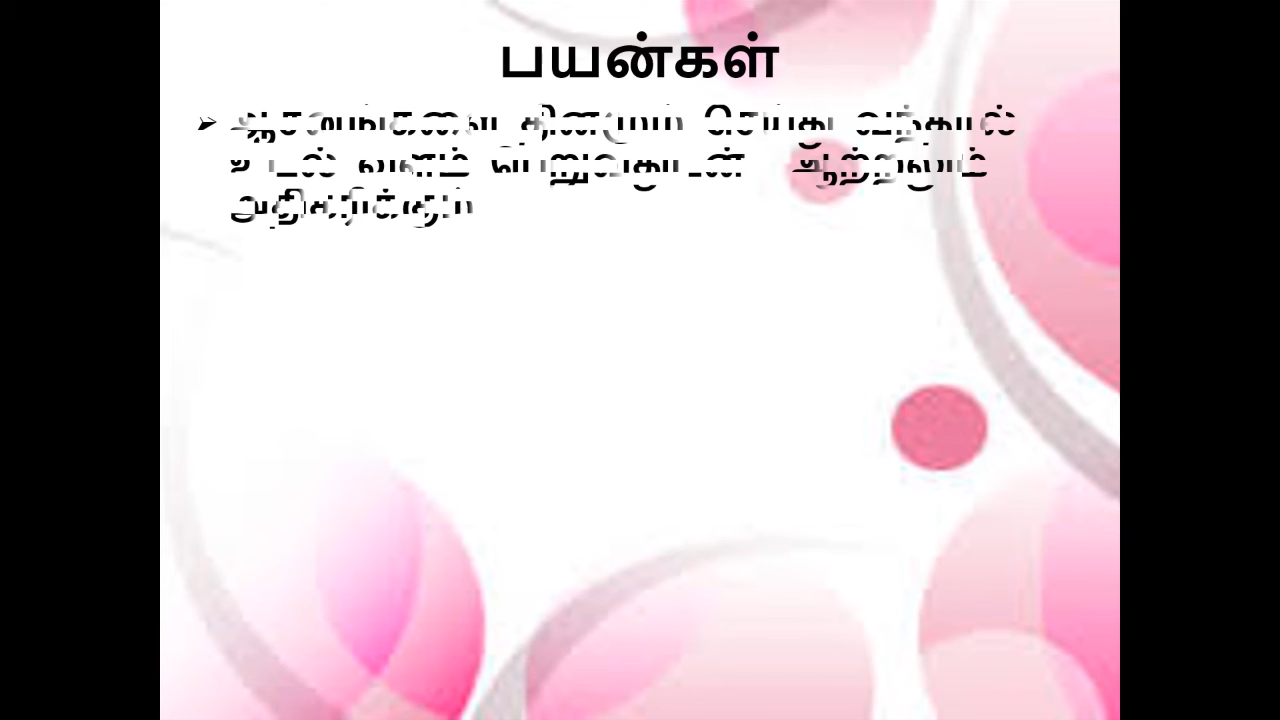 பயன்கள்
➢ ஆசனங்களை தினமும் செய்து வந்தால்
உடல் வளம் பெறுவதுடன் ஆற்றலும்
அதிகரிக்கும்